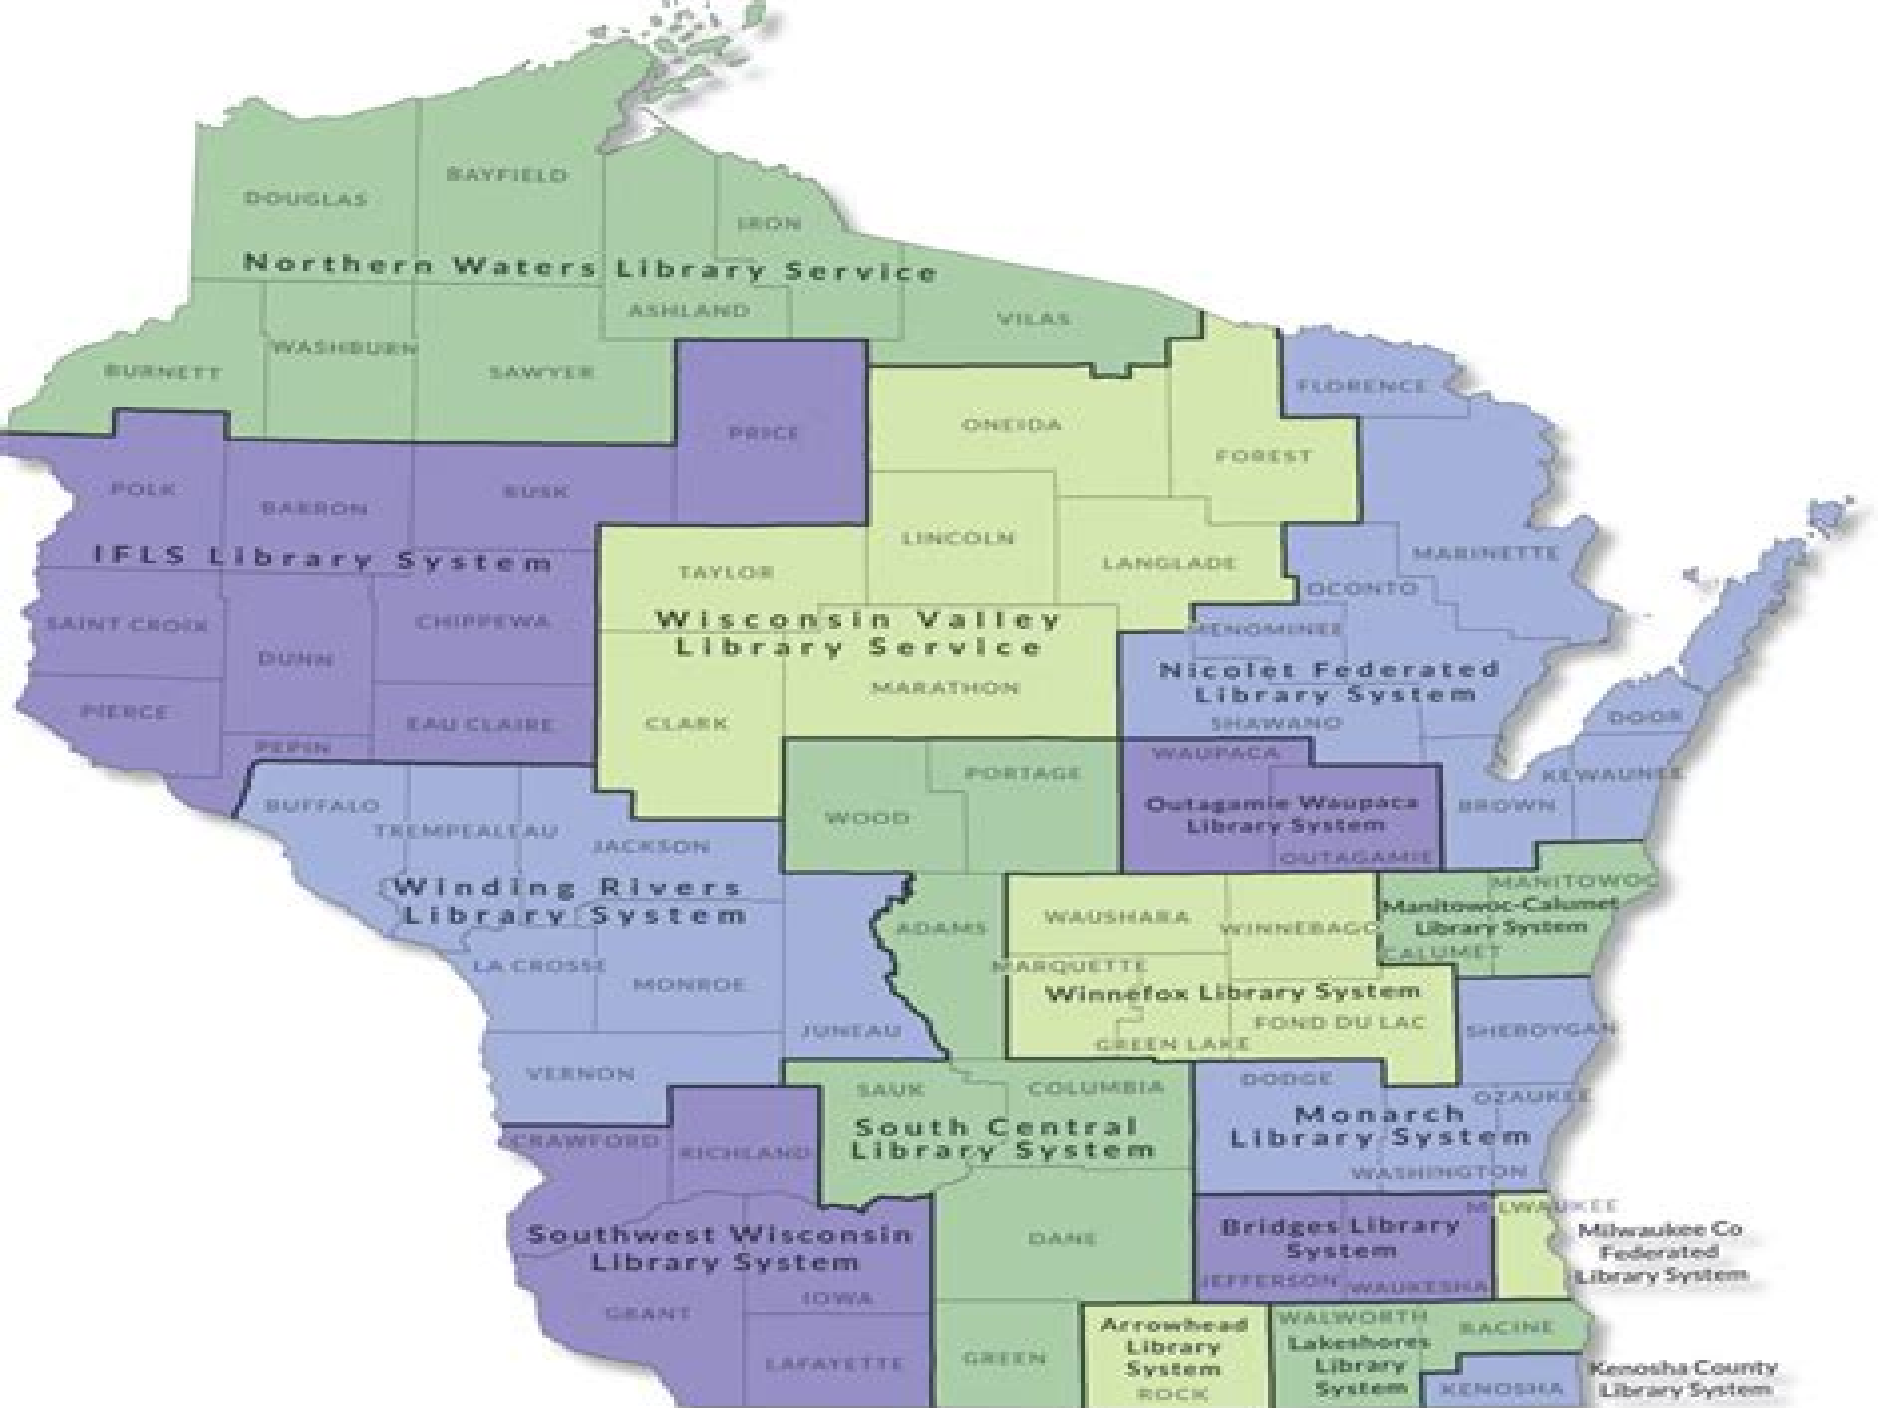 BAYFIELD
DOUGLAS
IRON
Northern Waters Library Service
ASHLAND
VILAS
WASHBURN
BURNETT
SAWYER
FLORENCE
PRICE
ONEIDA
FOREST
POLK
BARRON
RUSK
LINCOLN
MARINETTE
IFLS Library System
TAYLOR
LANGLADE
OCONTO
SAINT CROIX
CHIPPEWA
Wisconsin Valley
Library Service
MENOMINEE
DUNN
Nicolet Federated
Library System
MARATHON
PIERCE
EAU CLAIRE
CLARK
SHAWANO
DOOR
PEPIN
WAUPACA
PORTAGE
KEWAUNEE
BUFFALO
Outagamie Waupaca
Library System
BROWN
WOOD
TREMPEALEAU
JACKSON
OUTAGAMIE
Winding Rivers
Library System
MANITOWOC
Manitowoc-Calumet
Library System
CALUMET
ADAMS
WAUSHARA
WINNEBAGO
LA CROSSE
MARQUETTE
MONROE
Winnefox Library System
JUNEAU
FOND DU LAC
SHEBOYGAN
GREEN LAKE
VERNON
SAUK
COLUMBIA
DODGE
OZAUKEE
South Central
Library System
Monarch
Library System
CRAWFORD
RICHLAND
WASHINGTON
MILWAUKEE
Southwest Wisconsin
Library System
DANE
Bridges Library
System
Milwaukee Co
Federated
Library System
JEFFERSON
WAUKESHA
IOWA
GRANT
Arrowhead
Library
System
ROCK
WALWORTH
Lakeshores
Library
System
RACINE
LAFAYETTE
GREEN
KENOSHA
Kenosha County
Library System